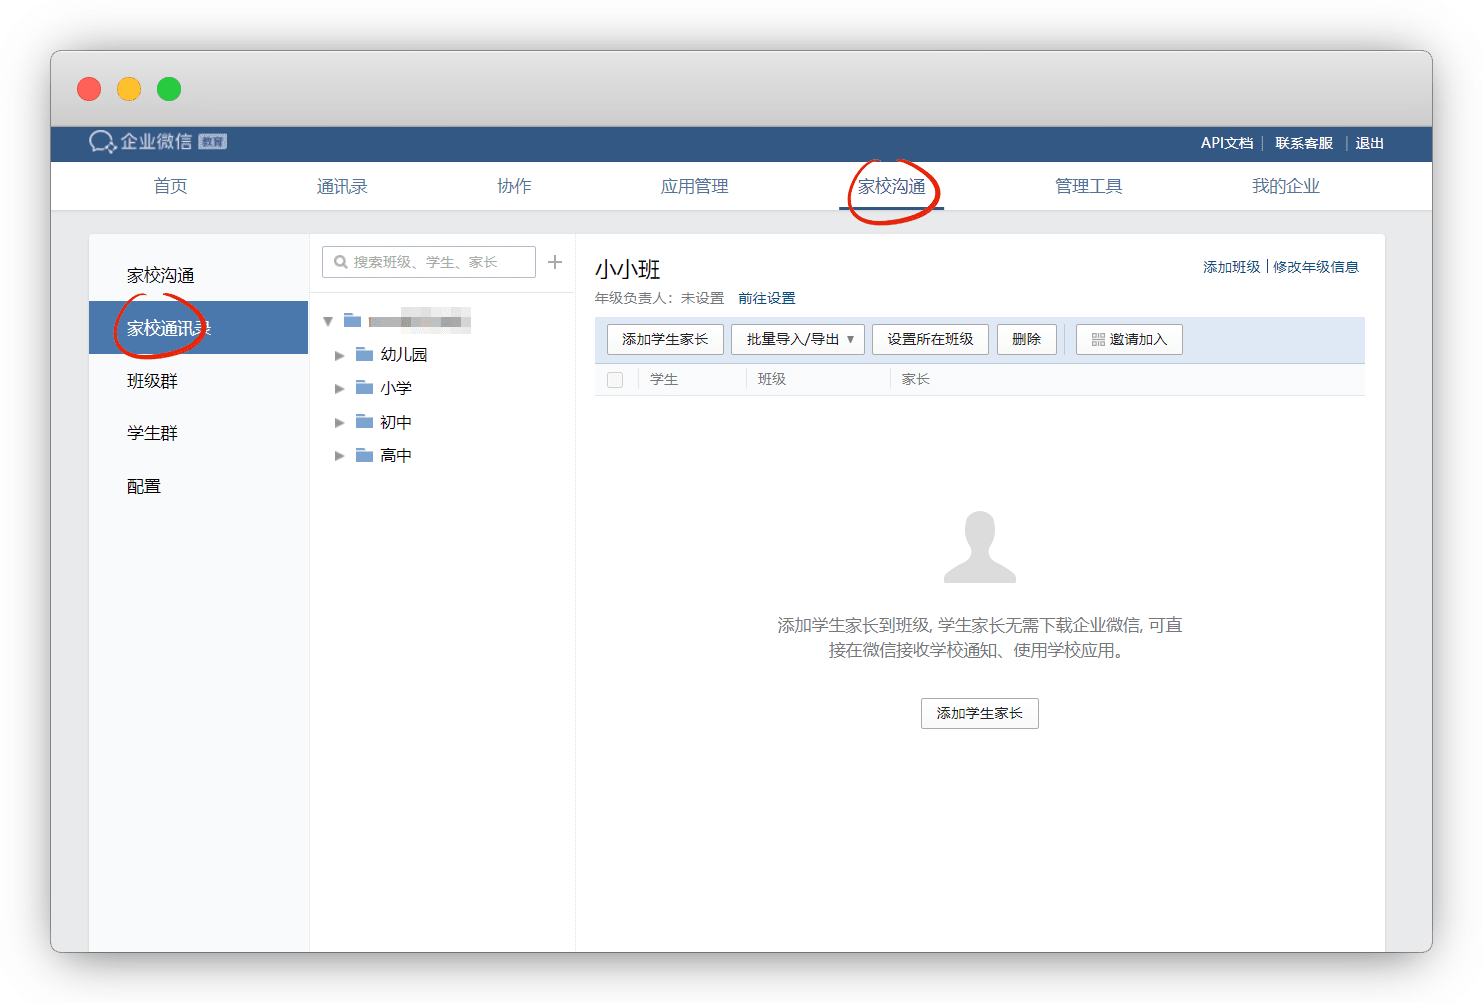 企业微信 教育
API文档 | 联系客服 | 退出
首页 通讯录 协作 应用管理 家校沟通 管理工具 我的企业
家校沟通
家校通讯录
班级群
学生群
配置
搜索班级、学生、家长
幼儿园
小学
初中
高中
小小班
添加班级 | 修改年级信息
年级负责人：未设置 前往设置
添加学生家长 批量导入/导出 设置所在班级 删除 邀请加入
学生 班级 家长
添加学生家长到班级, 学生家长无需下载企业微信, 可直
接在微信接收学校通知、使用学校应用。
添加学生家长